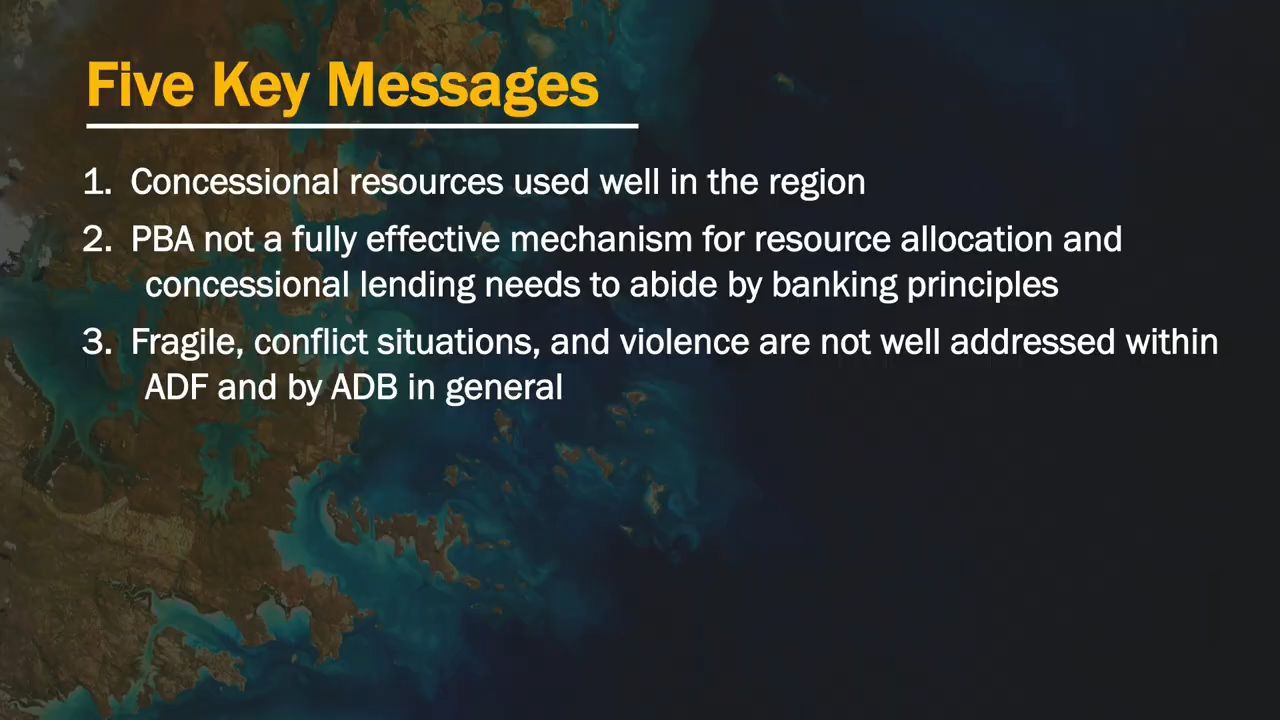 Five Key Messages
1. Concessional resources used well in the region
2. PBA not a fully effective mechanism for resource allocation and
concessional lending needs to abide by banking principles
3. Fragile, conflict situations, and violence are not well addressed within
ADF and by ADB in general